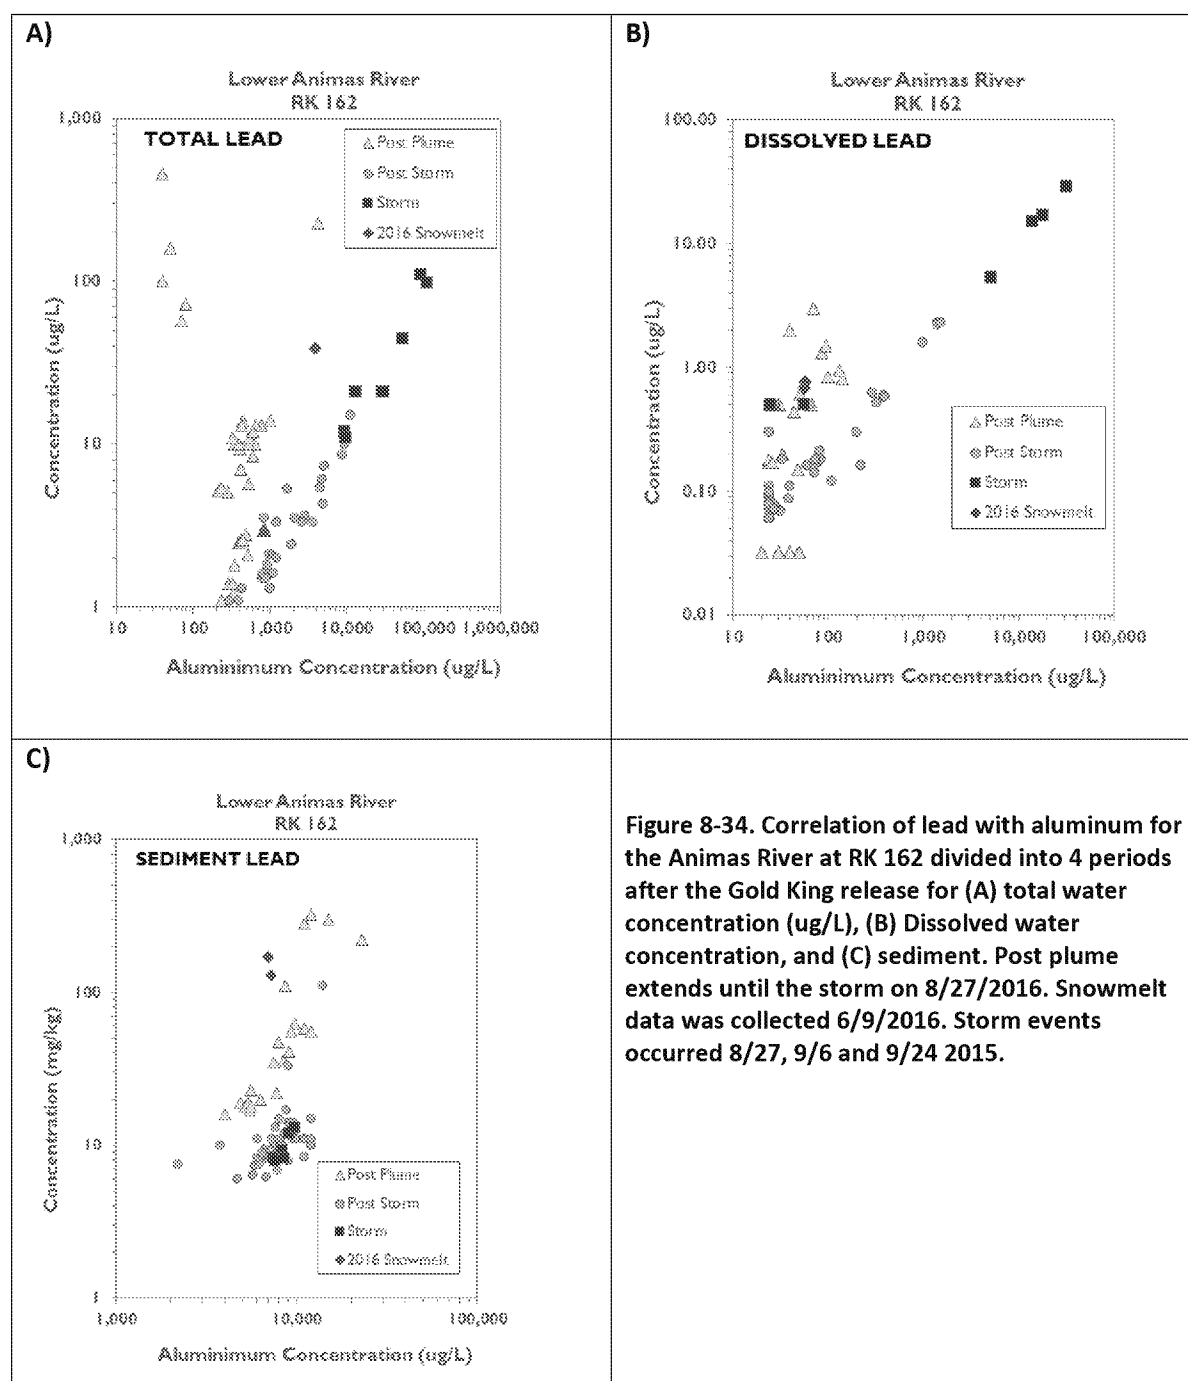 A)
Lower Animas River
RK 162
TOTAL LEAD
1,000
100
10
1
Concentration (ug/L)
Post Plume
Post Storm
Storm
2016 Snowmelt
10 100 1,000 10,000 100,000 1,000,000
Aluminimum Concentration (ug/L)
B)
Lower Animas River
RK 162
DISSOLVED LEAD
100.00
10.00
1.00
0.10
0.01
Concentration (ug/L)
Post Plume
Post Storm
Storm
2016 Snowmelt
10 100 1,000 10,000 100,000
Aluminimum Concentration (ug/L)
C)
Lower Animas River
RK 162
SEDIMENT LEAD
1,000
100
10
1
Concentration (mg/kg)
Post Plume
Post Storm
Storm
2016 Snowmelt
1,000 10,000 100,000
Aluminimum Concentration (ug/L)
Figure 8-34. Correlation of lead with aluminum for
the Animas River at RK 162 divided into 4 periods
after the Gold King release for (A) total water
concentration (ug/L), (B) Dissolved water
concentration, and (C) sediment. Post plume
extends until the storm on 8/27/2016. Snowmelt
data was collected 6/9/2016. Storm events
occurred 8/27, 9/6 and 9/24 2015.